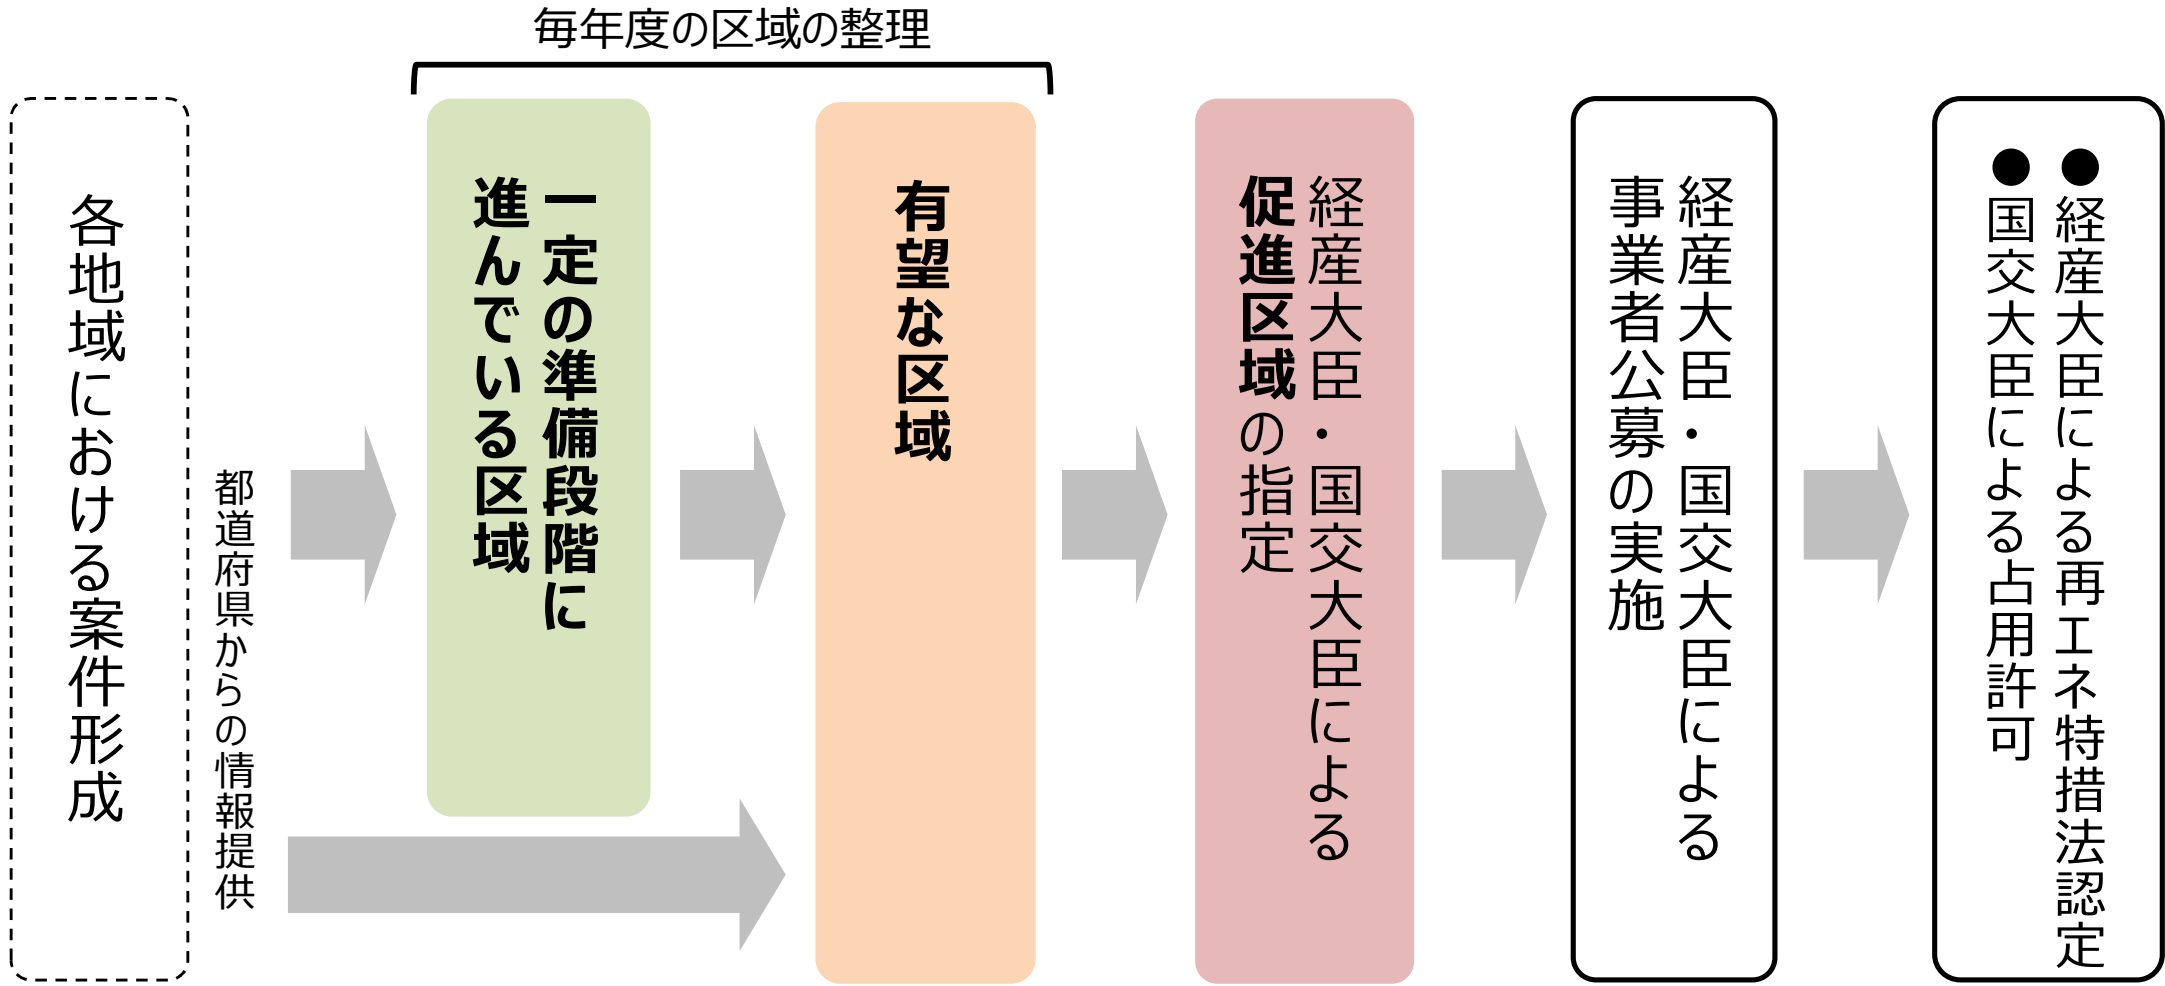 毎年度の区域の整理
各地域における案件形成
都道府県からの情報提供
一定の準備段階に
進んでいる区域
有望な区域
経産大臣・国交大臣による
促進区域の指定
経産大臣・国交大臣による
事業者公募の実施
●経産大臣による再エネ特措法認定
●国交大臣による占用許可